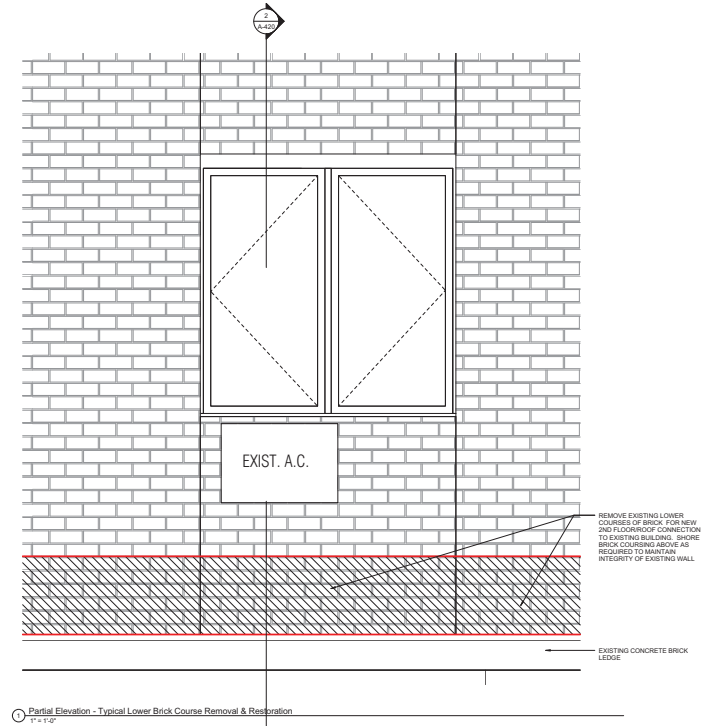 2
A-420
EXIST. A.C.
REMOVE EXISTING LOWER
COURSES OF BRICK FOR NEW
2ND FLOOR/ROOF CONNECTION
TO EXISTING BUILDING. SHORE
BRICK COURSING ABOVE AS
REQUIRED TO MAINTAIN
INTEGRITY OF EXISTING WALL
EXISTING CONCRETE BRICK
LEDGE
1 Partial Elevation - Typical Lower Brick Course Removal & Restoration
1" = 1'-0"